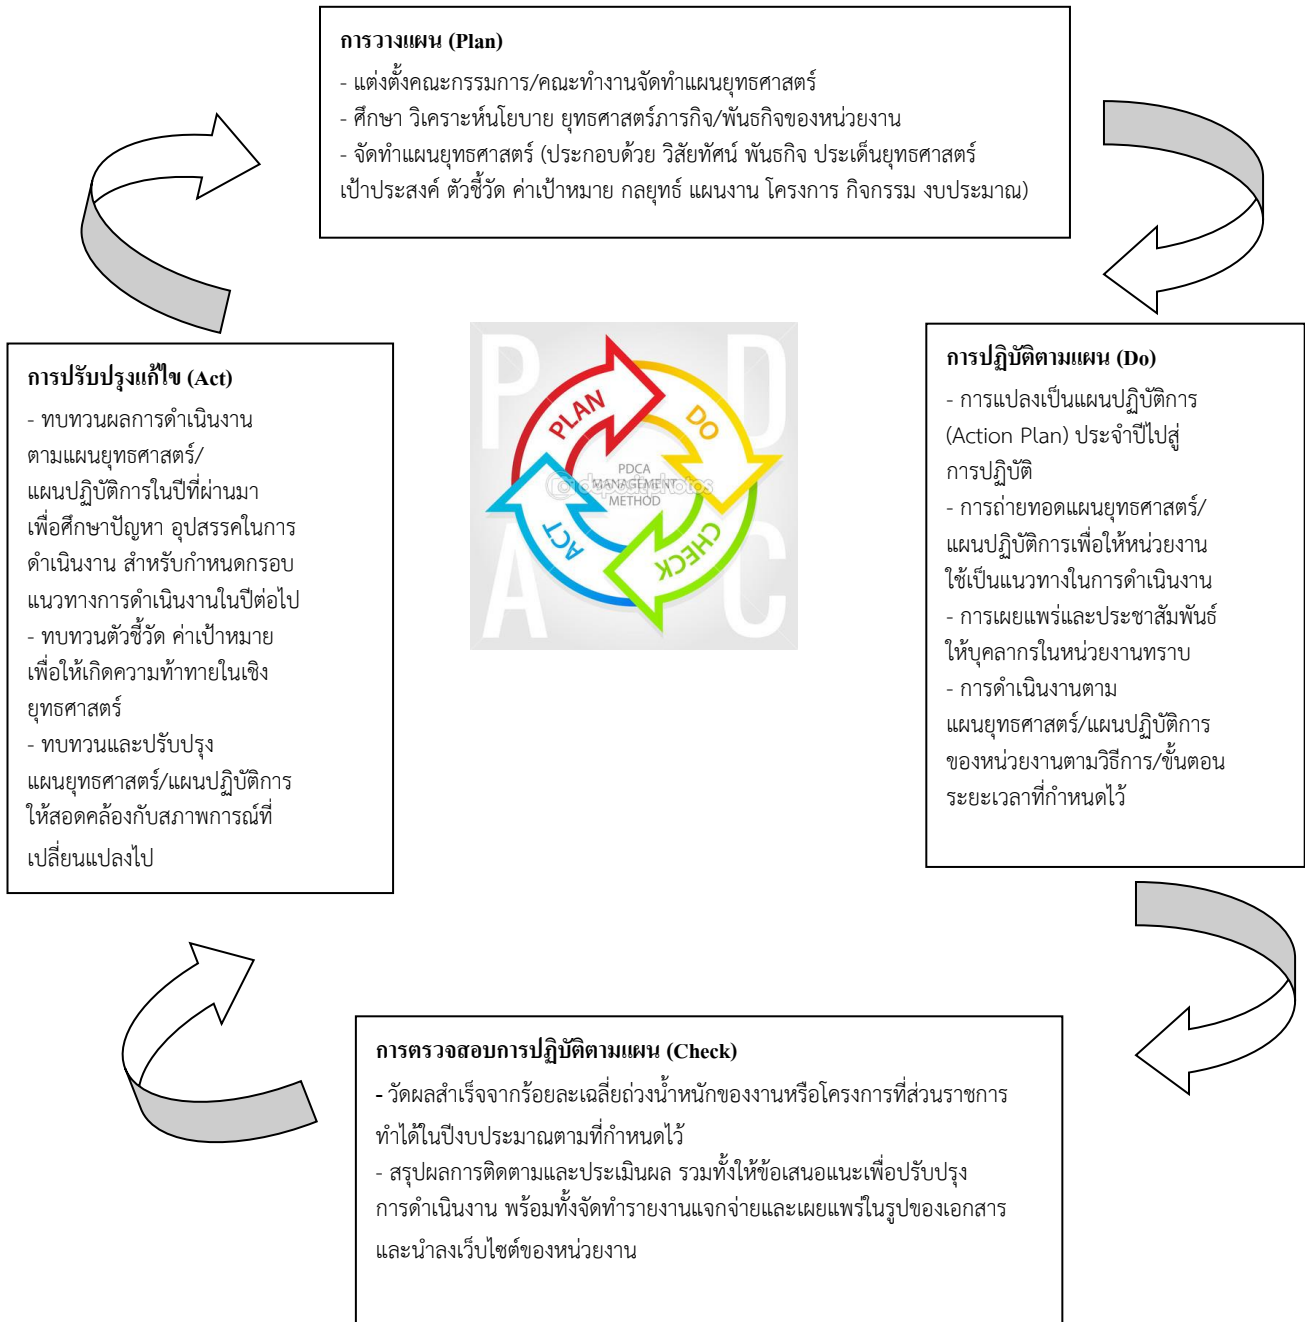 การวางแผน (Plan)
- แต่งตั้งคณะกรรมการ/คณะทำงานจัดทำแผนยุทธศาสตร์
- ศึกษา วิเคราะห์นโยบาย ยุทธศาสตร์ภารกิจ/พันธกิจของหน่วยงาน
- จัดทำแผนยุทธศาสตร์ (ประกอบด้วย วิสัยทัศน์ พันธกิจ ประเด็นยุทธศาสตร์
เป้าประสงค์ ตัวชี้วัด ค่าเป้าหมาย กลยุทธ์ แผนงาน โครงการ กิจกรรม งบประมาณ)
การปฏิบัติตามแผน (Do)
- การแปลงเป็นแผนปฏิบัติการ
(Action Plan) ประจำปีไปสู่
การปฏิบัติ
- การถ่ายทอดแผนยุทธศาสตร์/
แผนปฏิบัติการเพื่อให้หน่วยงาน
ใช้เป็นแนวทางในการดำเนินงาน
- การเผยแพร่และประชาสัมพันธ์
ให้บุคลากรในหน่วยงานทราบ
- การดำเนินงานตาม
แผนยุทธศาสตร์/แผนปฏิบัติการ
ของหน่วยงานตามวิธีการ/ขั้นตอน
ระยะเวลาที่กำหนดไว้
การปรับปรุงแก้ไข (Act)
- ทบทวนผลการดำเนินงาน
ตามแผนยุทธศาสตร์/
แผนปฏิบัติการในปีที่ผ่านมา
เพื่อศึกษาปัญหา อุปสรรคในการ
ดำเนินงาน สำหรับกำหนดกรอบ
แนวทางการดำเนินงานในปีต่อไป
- ทบทวนตัวชี้วัด ค่าเป้าหมาย
เพื่อให้เกิดความท้าทายในเชิง
ยุทธศาสตร์
- ทบทวนและปรับปรุง
แผนยุทธศาสตร์/แผนปฏิบัติการ
ให้สอดคล้องกับสภาพการณ์ที่
เปลี่ยนแปลงไป
P D
PLAN
DO
PDCA
MANAGEMENT
depositphotos
METHOD
ACT
CHECK
A C
การตรวจสอบการปฏิบัติตามแผน (Check)
- วัดผลสำเร็จจากร้อยละเฉลี่ยถ่วงน้ำหนักของงานหรือโครงการที่ส่วนราชการ
ทำได้ในปีงบประมาณตามที่กำหนดไว้
- สรุปผลการติดตามและประเมินผล รวมทั้งให้ข้อเสนอแนะเพื่อปรับปรุง
การดำเนินงาน พร้อมทั้งจัดทำรายงานแจกจ่ายและเผยแพร่ในรูปของเอกสาร
และนำลงเว็บไซต์ของหน่วยงาน